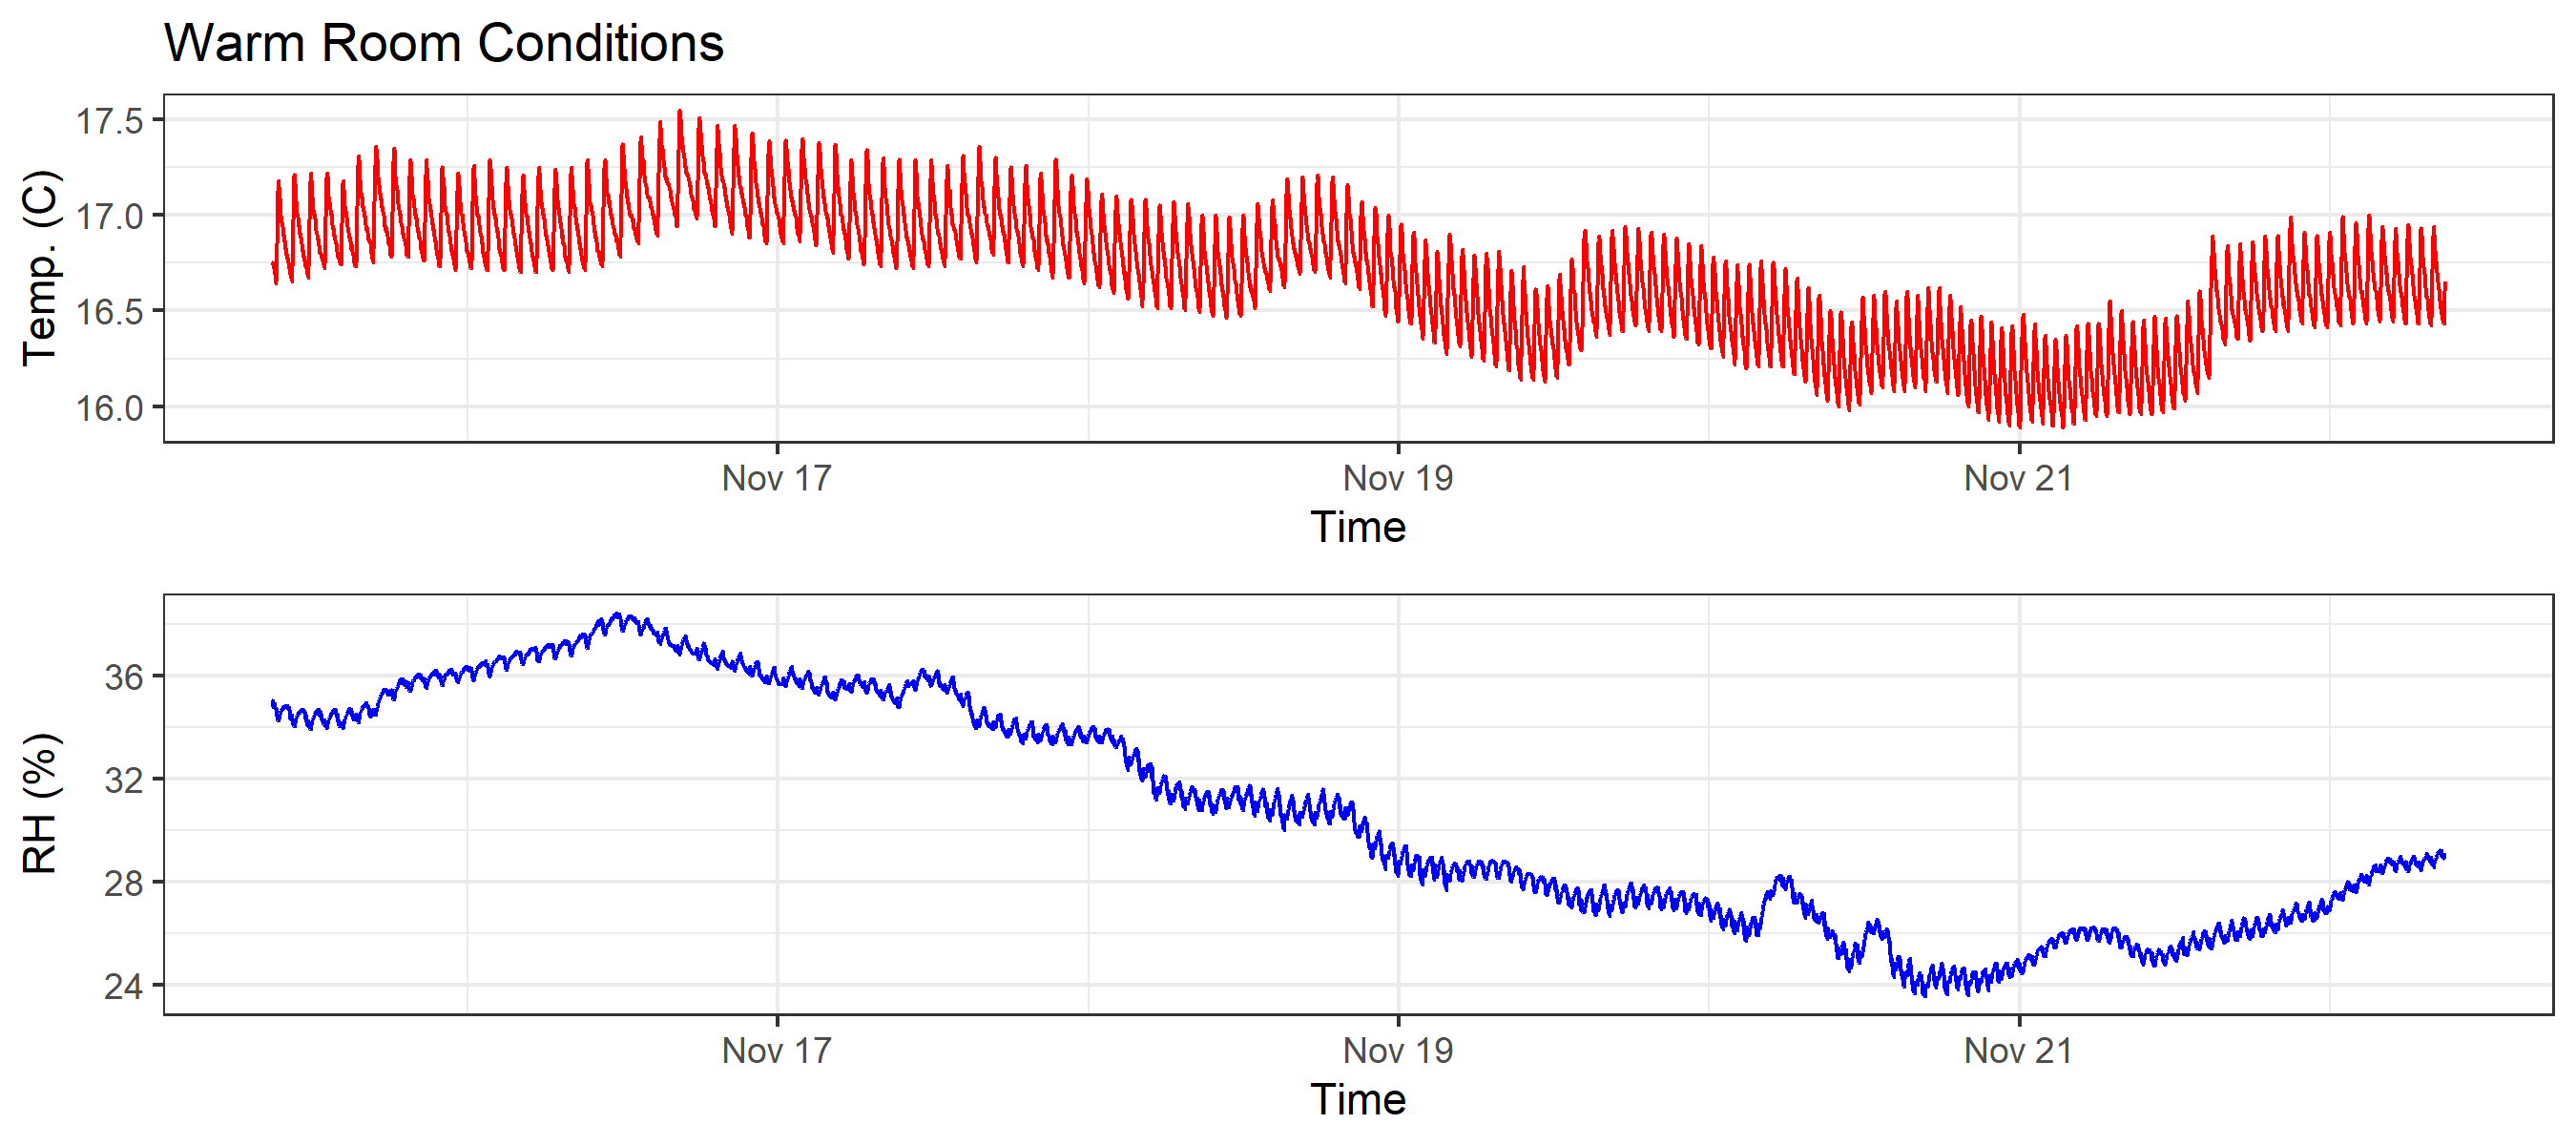 Warm Room Conditions
17.5
17.0
16.5
16.0
Temp. (C)
Nov 17 Nov 19 Nov 21
Time
36
32
28
24
RH (%)
Nov 17 Nov 19 Nov 21
Time